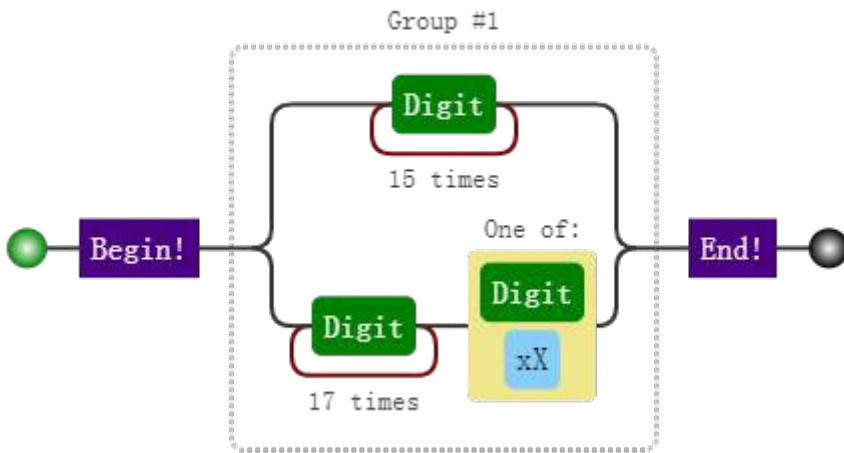 Group #1
Digit
15 times
One of:
Begin!
Digit
End!
Digit
xX
17 times